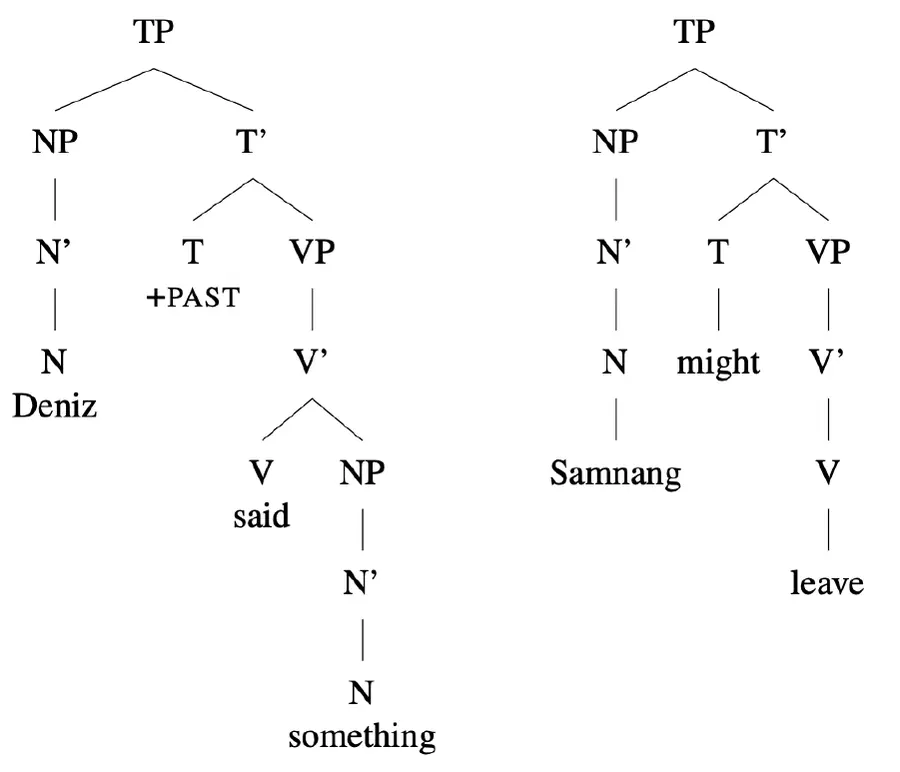 TP TP
NP T’ NP T’
N’ T VP N’ T VP
+PAST
N V’ N might V’
Deniz
V NP Samnang V
said
N’ leave
N
something